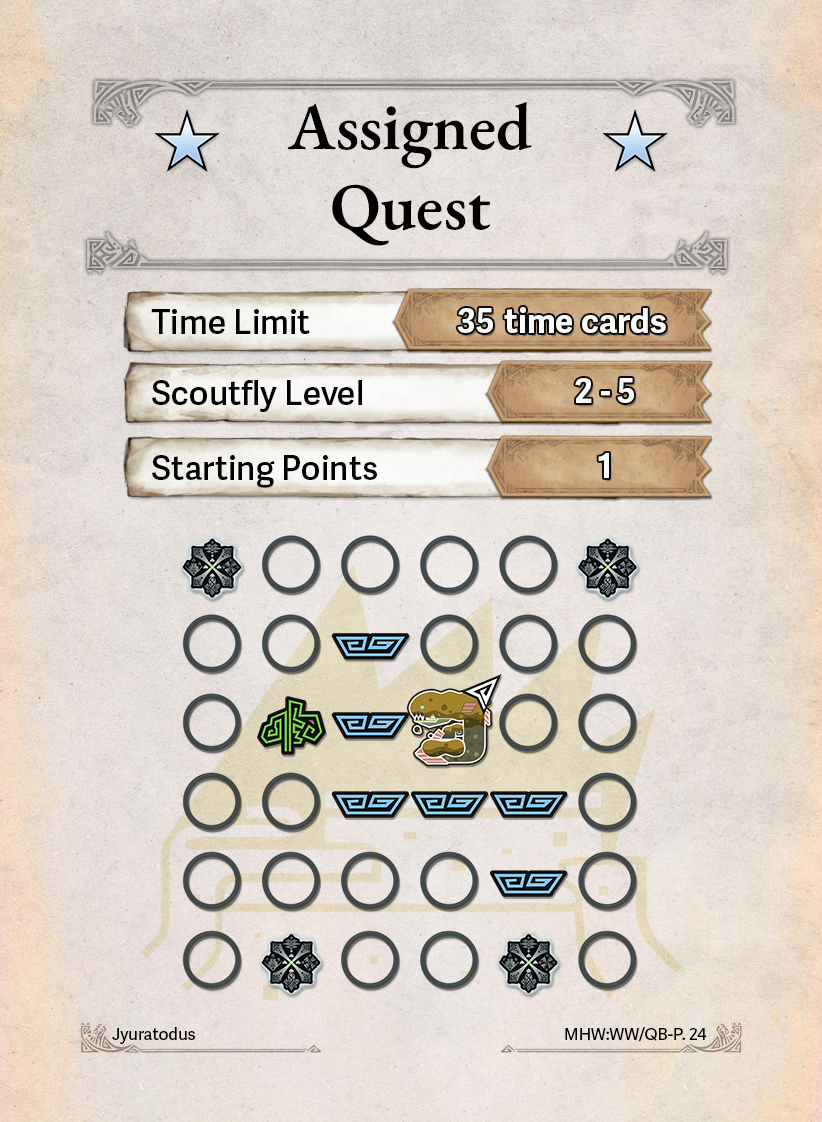 Assigned
Quest
Time Limit 35 time cards
Scoutfly Level 2 - 5
Starting Points 1
Jyuratodus MHW:WW/QB-P. 24